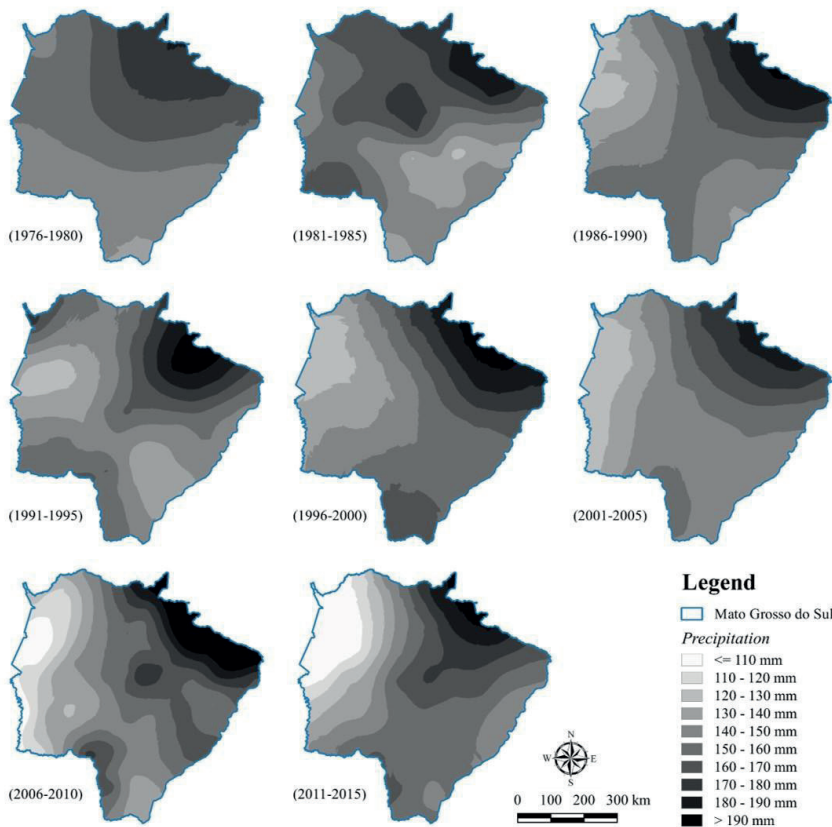 (1976-1980)
(1981-1985)
(1986-1990)
(1991-1995)
(1996-2000)
(2001-2005)
(2006-2010)
(2011-2015)
N
W E
S
0 100 200 300 km
Legend
Mato Grosso do Sul
Precipitation
<= 110 mm
110 - 120 mm
120 - 130 mm
130 - 140 mm
140 - 150 mm
150 - 160 mm
160 - 170 mm
170 - 180 mm
180 - 190 mm
> 190 mm